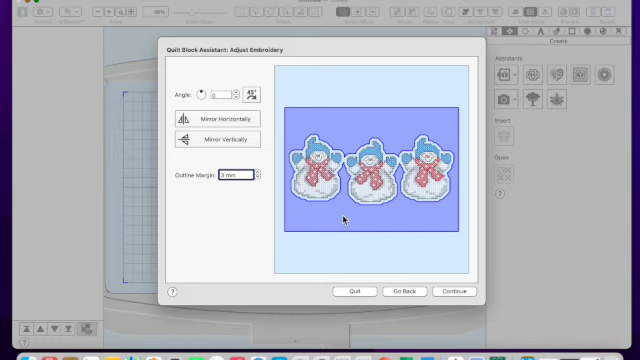 Quilt Block Assistant: Adjust Embroidery
Create
Angle:
0
45°
Mirror Horizontally
Mirror Vertically
Outline Margin:
3 mm
Assistants:
Insert
Open
?
?
?
Quit
Go Back
Continue